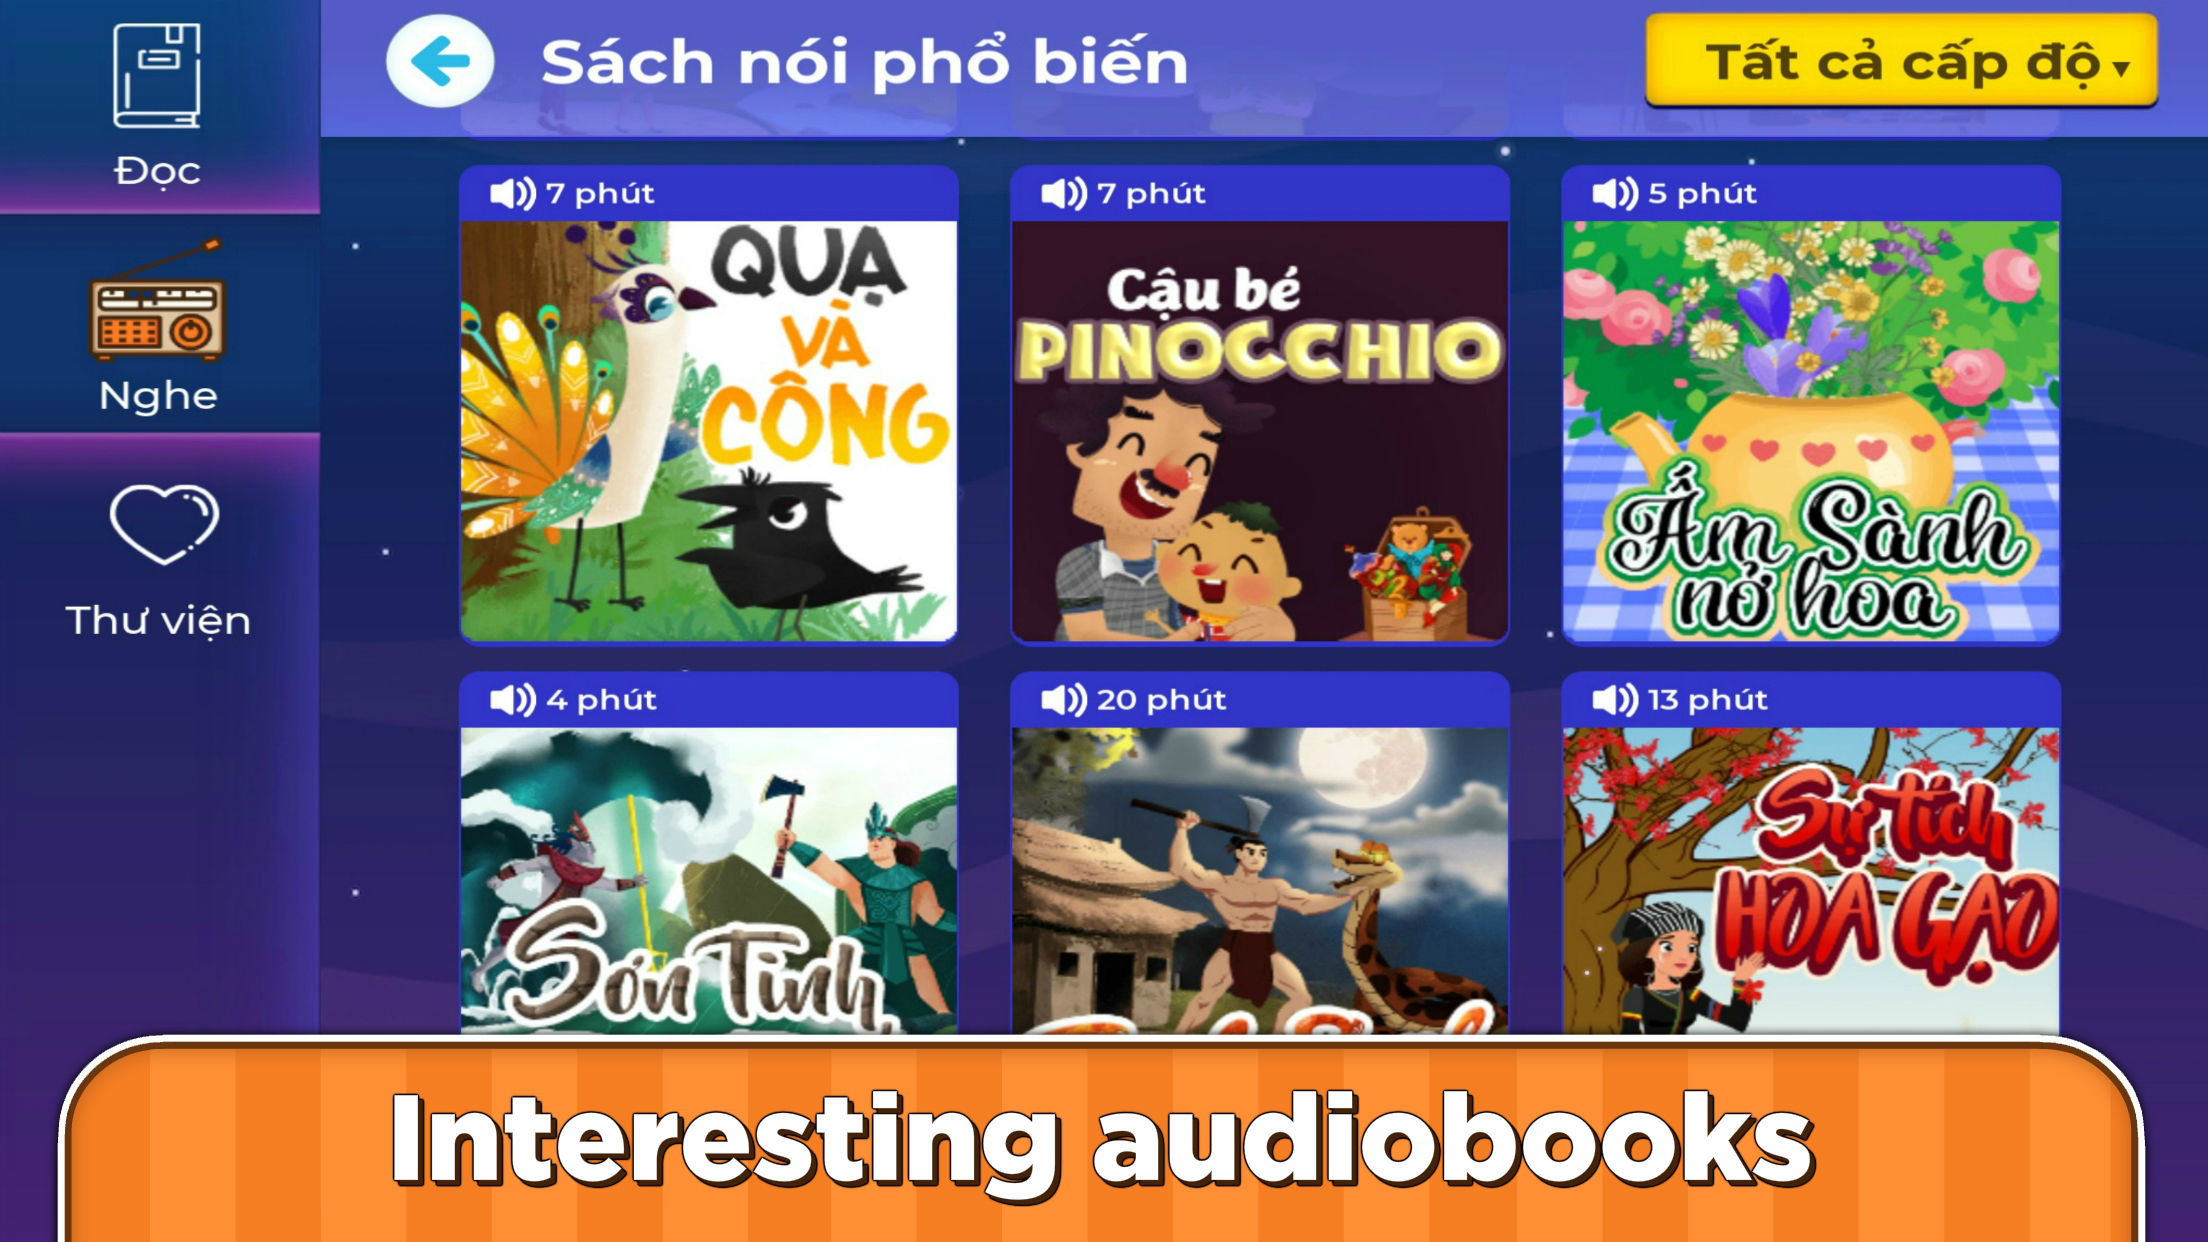 Đọc
Nghe
Thư viện
Sách nói phổ biến
Tất cả cấp độ
7 phút
QUẠ
VÀ
CÔNG
7 phút
Cậu bé
PINOCCHIO
5 phút
Ấm Sành
nở hoa
4 phút
Sơn Tinh,
20 phút
13 phút
Sự tích
HOA GẠO
Interesting audiobooks